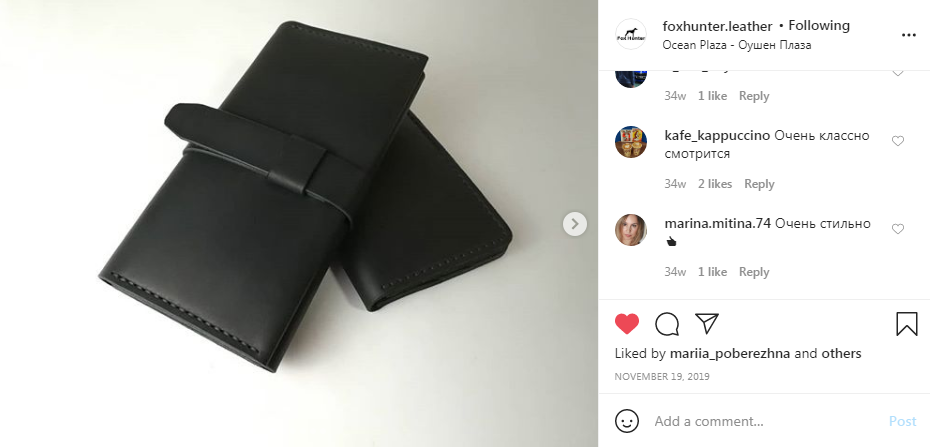 foxhunter.leather • Following
Ocean Plaza - Оушен Плаза
Fox Hunter
34w 1 like Reply
kafe_kappuccino Очень классно
смотрится
34w 2 likes Reply
marina.mitina.74 Очень стильно
34w 1 like Reply
Liked by mariia_poberezhna and others
NOVEMBER 19, 2019
Add a comment... Post